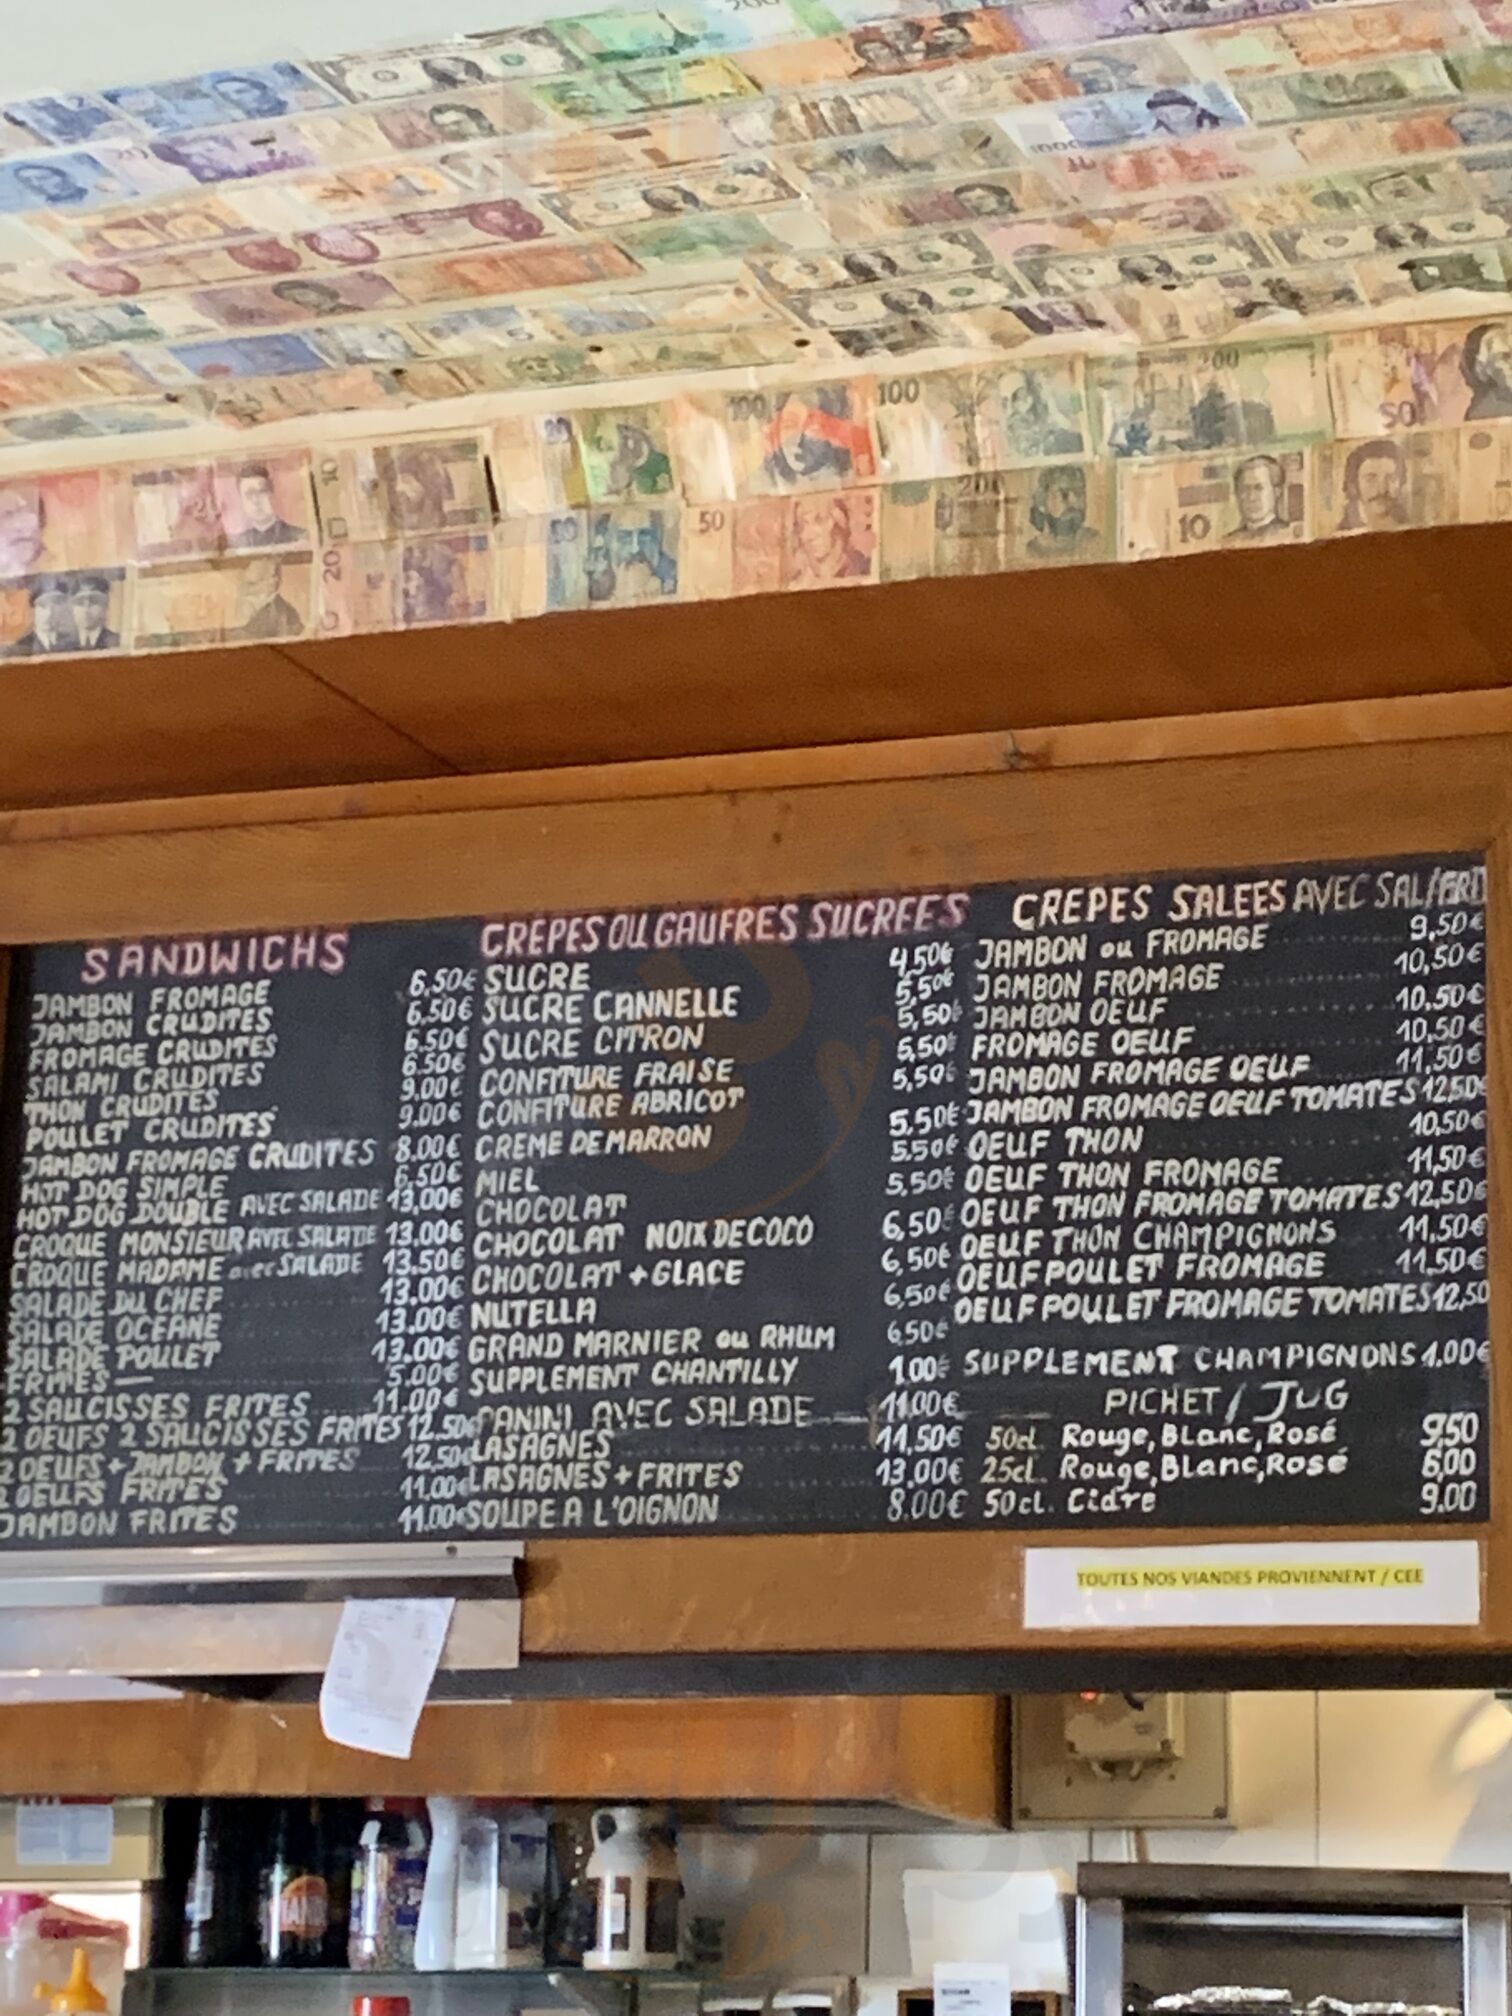 SANDWICHS
JAMBON FROMAGE 6,50€
JAMBON CRUDITES 6.50€
FROMAGE CRUDITES 6.50€
SALAMI CRUDITES 6.50€
THON CRUDITES 9.00€
POULET CRUDITES 9.00€
JAMBON FROMAGE CRUDITES 8.00€
HOT DOG SIMPLE 6.50€
HOT DOG DOUBLE AVEC SALADE 13,00€
CROQUE MONSIEUR AVEC SALADE 13.00€
CROQUE MADAME avec SALADE 13.50€
SALADE DU CHEF 13.00€
SALADE OCEANE 13.00€
SALADE POULET 13.00€
FRITES 5.00€
2 SAUCISSES FRITES 11.00€
2 OEUFS 2 SAUCISSES FRITES 12.50€
2 OEUFS + JAMBON + FRITES 12,50€
2 OEUFS FRITES 11.00€
JAMBON FRITES 11.00€
CREPES OU GAUFRES SUCREES
SUCRE 4,50€
SUCRE CANNELLE 5,50€
SUCRE CITRON 5,50€
CONFITURE FRAISE 5,50€
CONFITURE ABRICOT 5,50€
CREME DE MARRON 5.50€
MIEL 5.50€
CHOCOLAT 5,50€
CHOCOLAT NOIX DE COCO 6,50€
CHOCOLAT + GLACE 6,50€
NUTELLA 6,50€
GRAND MARNIER ou RHUM 6,50€
SUPPLEMENT CHANTILLY 1.00€
PANINI AVEC SALADE 11.00€
LASAGNES 11,50€
LASAGNES + FRITES 13.00€
SOUPE A L'OIGNON 8.00€
CREPES SALEES AVEC SAL/FRIT
JAMBON ou FROMAGE 9,50€
JAMBON FROMAGE 10,50€
JAMBON OEUF 10,50€
FROMAGE OEUF 10,50€
JAMBON FROMAGE OEUF 11,50€
JAMBON FROMAGE OEUF TOMATES 12,50€
OEUF THON 10,50€
OEUF THON FROMAGE 11,50€
OEUF THON FROMAGE TOMATES 12,50€
OEUF THON CHAMPIGNONS 11,50€
OEUF POULET FROMAGE 11.50€
OEUF POULET FROMAGE TOMATES 12,50
SUPPLEMENT CHAMPIGNONS 1.00€
PICHET / JUG
50cl. Rouge, Blanc, Rosé 9.50
25cl. Rouge, Blanc, Rosé 6,00
50cl. Cidre 9.00
TOUTES NOS VIANDES PROVIENNENT / CEE